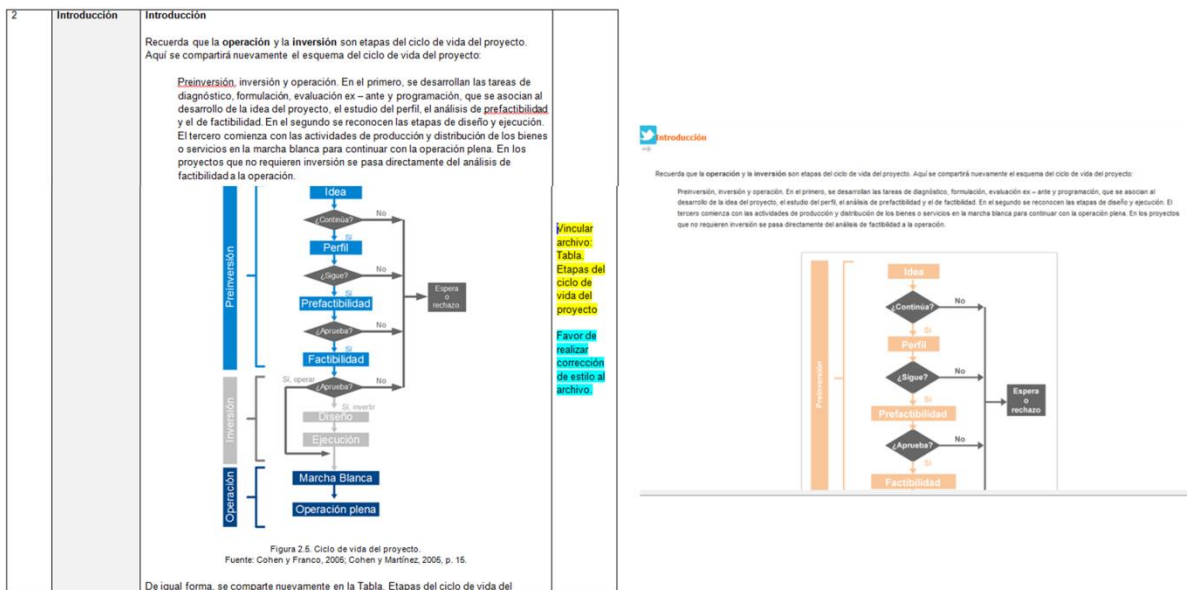 2
Introducción
Introducción
Recuerda que la operación y la inversión son etapas del ciclo de vida del proyecto.
Aquí se compartirá nuevamente el esquema del ciclo de vida del proyecto:
Preinversión, inversión y operación. En el primero, se desarrollan las tareas de
diagnóstico, formulación, evaluación ex – ante y programación, que se asocian al
desarrollo de la idea del proyecto, el estudio del perfil, el análisis de prefactibilidad
y el de factibilidad. En el segundo se reconocen las etapas de diseño y ejecución.
El tercero comienza con las actividades de producción y distribución de los bienes
o servicios en la marcha blanca para continuar con la operación plena. En los
proyectos que no requieren inversión se pasa directamente del análisis de
factibilidad a la operación.
Preinversión
Idea
¿Continúa?
No
Si
Perfil
¿Sigue?
No
Si
Prefactibilidad
¿Aprueba?
No
Si
Factibilidad
Espera
o
rechazo
Inversión
Si, operar
¿Aprueba?
No
Si, invertir
Diseño
Ejecución
Operación
Marcha Blanca
Operación plena
Figura 2.5. Ciclo de vida del proyecto.
Fuente: Cohen y Franco, 2005; Cohen y Martínez, 2005, p. 15.
De igual forma, se comparte nuevamente en la Tabla. Etapas del ciclo de vida del
Vincular
archivo:
Tabla.
Etapas del
ciclo de
vida del
proyecto
Favor de
realizar
corrección
de estilo al
archivo.
Introducción
Recuerda que la operación y la inversión son etapas del ciclo de vida del proyecto. Aquí se compartirá nuevamente el esquema del ciclo de vida del proyecto:
Preinversión, inversión y operación. En el primero, se desarrollan las tareas de diagnóstico, formulación, evaluación ex – ante y programación, que se asocian al
desarrollo de la idea del proyecto, el estudio del perfil, el análisis de prefactibilidad y el de factibilidad. En el segundo se reconocen las etapas de diseño y ejecución. El
tercero comienza con las actividades de producción y distribución de los bienes o servicios en la marcha blanca para continuar con la operación plena. En los proyectos
que no requieren inversión se pasa directamente del análisis de factibilidad a la operación.
Preinversión
Idea
¿Continúa?
No
Si
Perfil
¿Sigue?
No
Si
Prefactibilidad
¿Aprueba?
No
Si
Factibilidad
Espera
o
rechazo